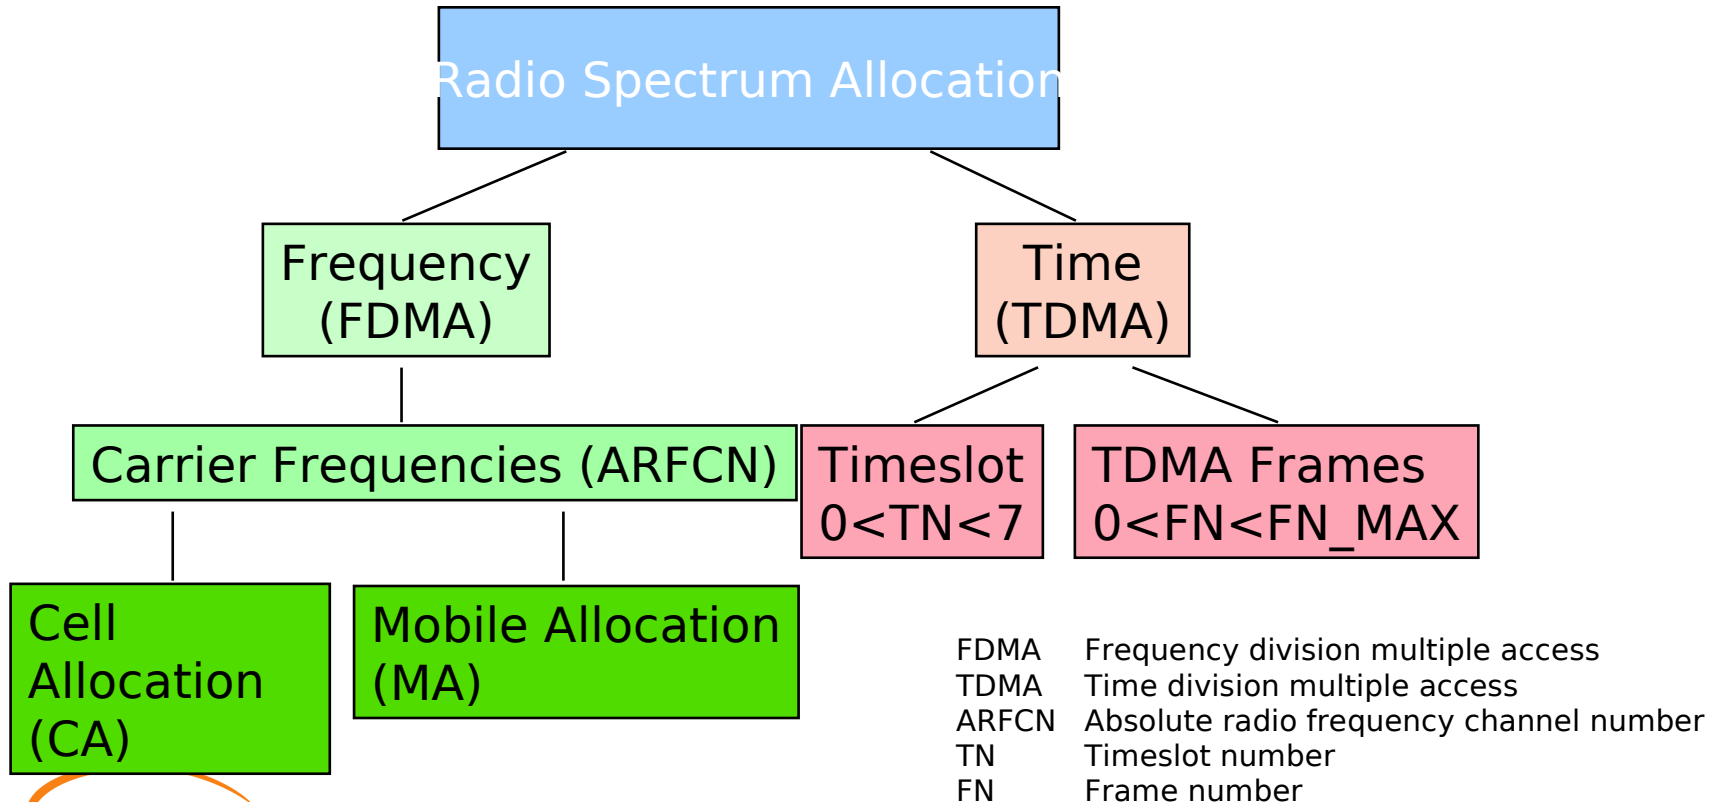 Radio Spectrum Allocation
Frequency
(FDMA)
Time
(TDMA)
Carrier Frequencies (ARFCN)
Timeslot
0<TN<7
TDMA Frames
0<FN<FN_MAX
Cell
Allocation
(CA)
Mobile Allocation
(MA)
FDMA Frequency division multiple access
TDMA Time division multiple access
ARFCN Absolute radio frequency channel number
TN Timeslot number
FN Frame number